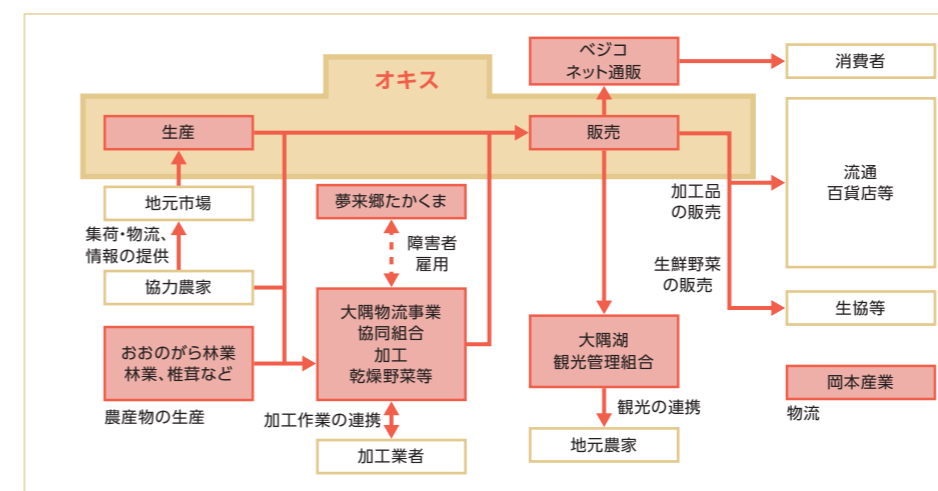 オキス
ベジコ
ネット通販
消費者
生産
販売
流通
百貨店等
地元市場
夢来郷たかくま
加工品
の販売
集荷・物流、
情報の提供
障害者
雇用
生鮮野菜
の販売
協力農家
大隅物流事業
協同組合
加工
乾燥野菜等
生協等
おおのがら林業
林業、椎茸など
大隅湖
観光管理組合
岡本産業
物流
農産物の生産
加工作業の連携
観光の連携
加工業者
地元農家